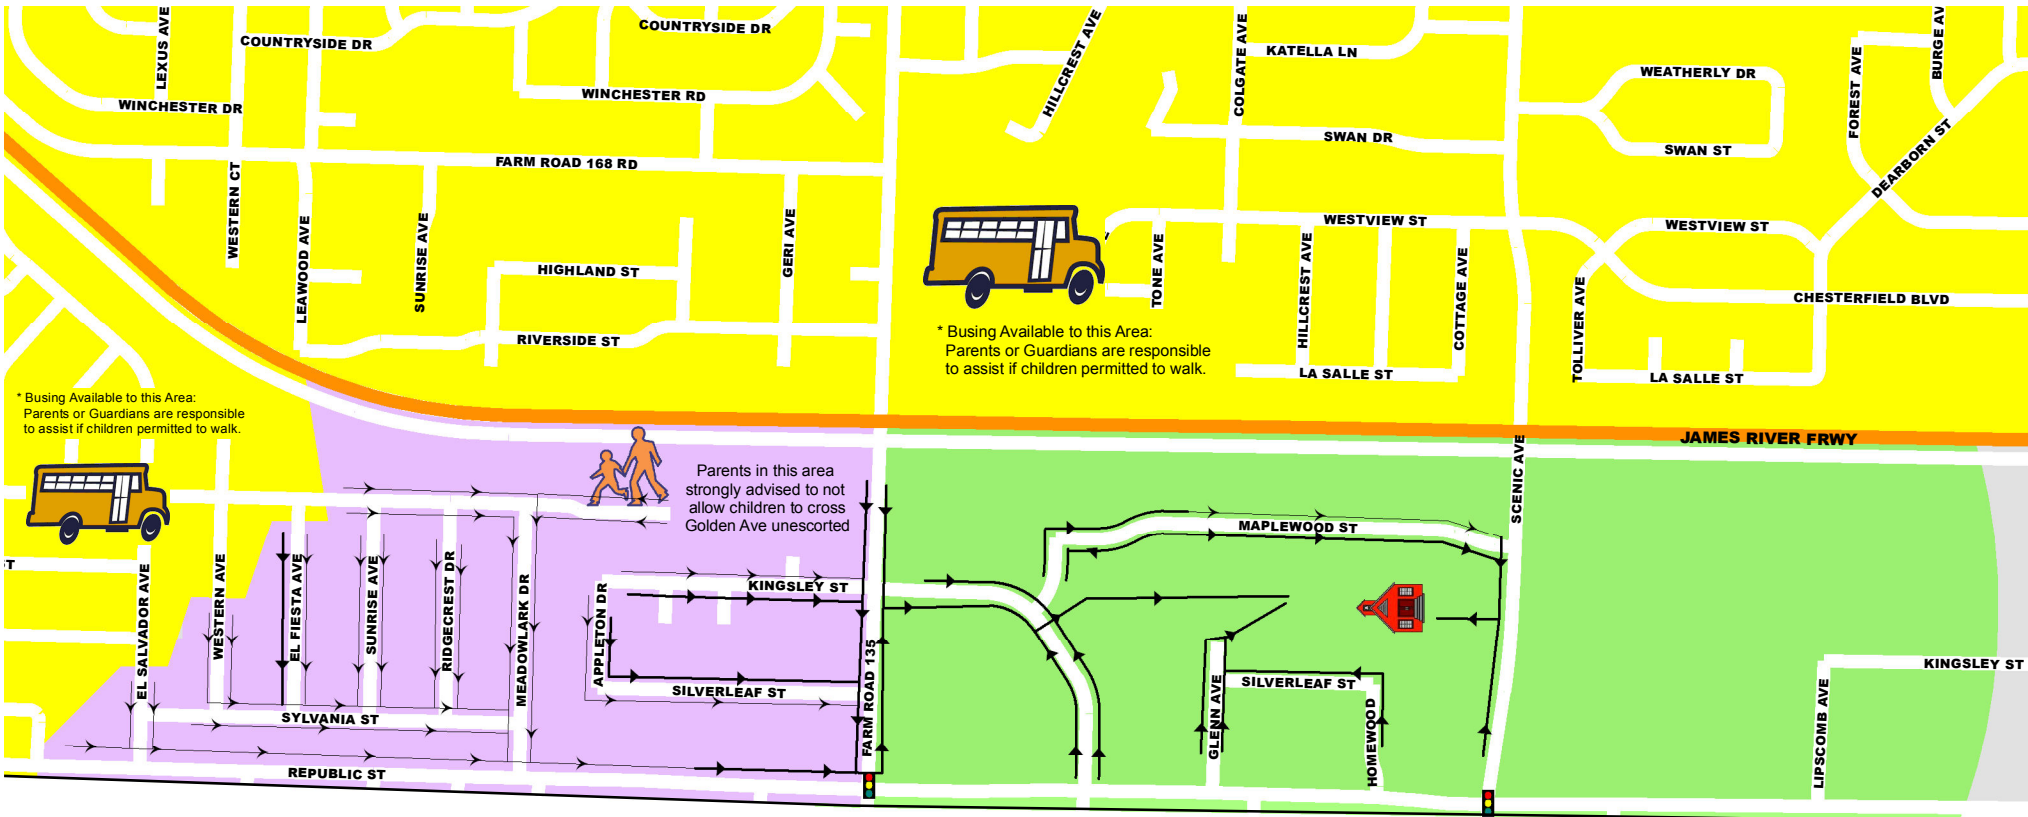 LEXUS AVE
COUNTRYSIDE DR
COUNTRYSIDE DR
HILLCREST AVE
COLGATE AVE
KATELLA LN
WEATHERLY DR
FOREST AVE
BURGE AV
WINCHESTER DR
WINCHESTER RD
SWAN DR
SWAN ST
DEARBORN ST
FARM ROAD 168 RD
WESTERN CT
LEAWOOD AVE
SUNRISE AVE
GERI AVE
HIGHLAND ST
RIVERSIDE ST
TONE AVE
WESTVIEW ST
WESTVIEW ST
HILLCREST AVE
COTTAGE AVE
TOLLIVER AVE
CHESTERFIELD BLVD
LA SALLE ST
LA SALLE ST
* Busing Available to this Area:
Parents or Guardians are responsible
to assist if children permitted to walk.
* Busing Available to this Area:
Parents or Guardians are responsible
to assist if children permitted to walk.
JAMES RIVER FRWY
SCENIC AVE
Parents in this area
strongly advised to not
allow children to cross
Golden Ave unescorted
MAPLEWOOD ST
T
EL SALVADOR AVE
WESTERN AVE
EL FIESTA AVE
SUNRISE AVE
RIDGECREST DR
MEADOWLARK DR
APPLETON DR
KINGSLEY ST
SILVERLEAF ST
FARM ROAD 135
SYLVANIA ST
REPUBLIC ST
GLENN AVE
SILVERLEAF ST
HOMEWOOD
LIPSCOMB AVE
KINGSLEY ST